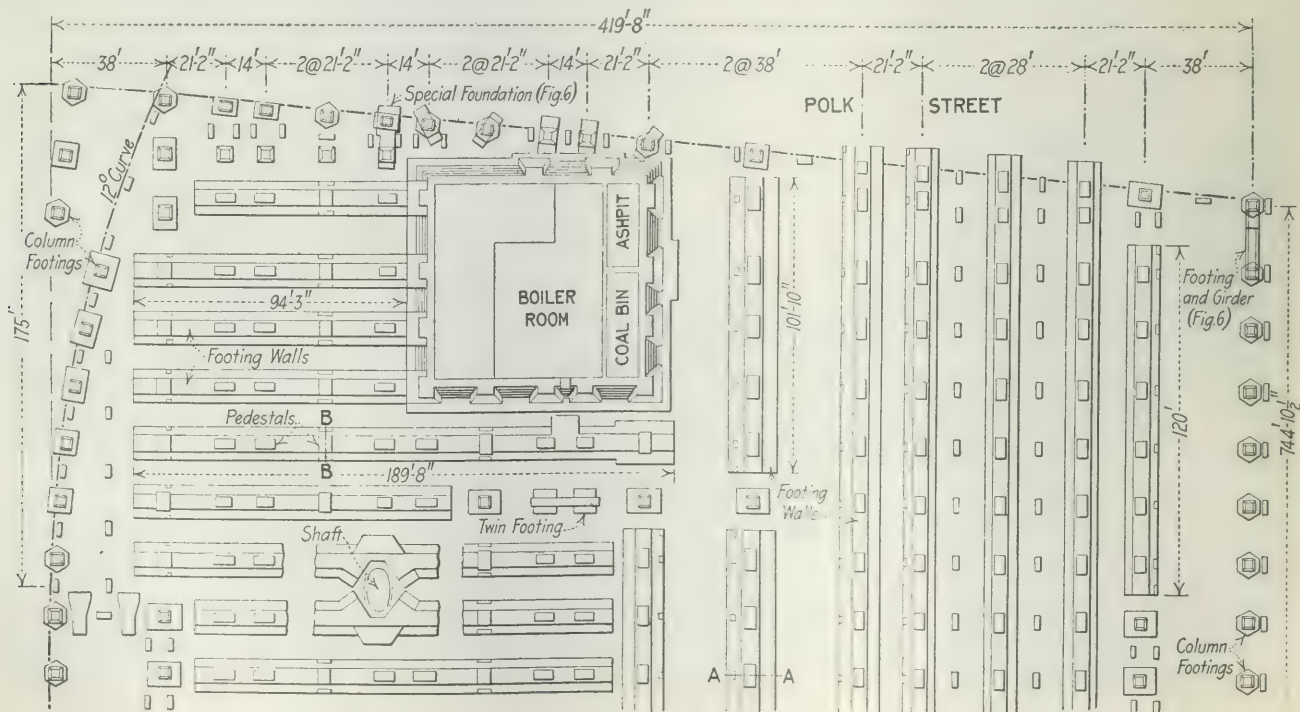 419'-8"
38' 21'-2" 14' 2@21'-2" 14' 2@21'-2" 14' 21'-2" 2@38' 21'-2" 2@28' 21'-2" 38'
Special Foundation (Fig.6)
POLK STREET
12° Curve
Column
Footings
175'
94'-3"
Footing Walls
BOILER
ROOM
ASHPIT
COAL BIN
101'-10"
Footing
and Girder
(Fig.6)
120'
744'-10½"
Pedestals
B
B
189'-8"
Twin Footing
Footing
Walls
Shaft
A A
Column
Footings